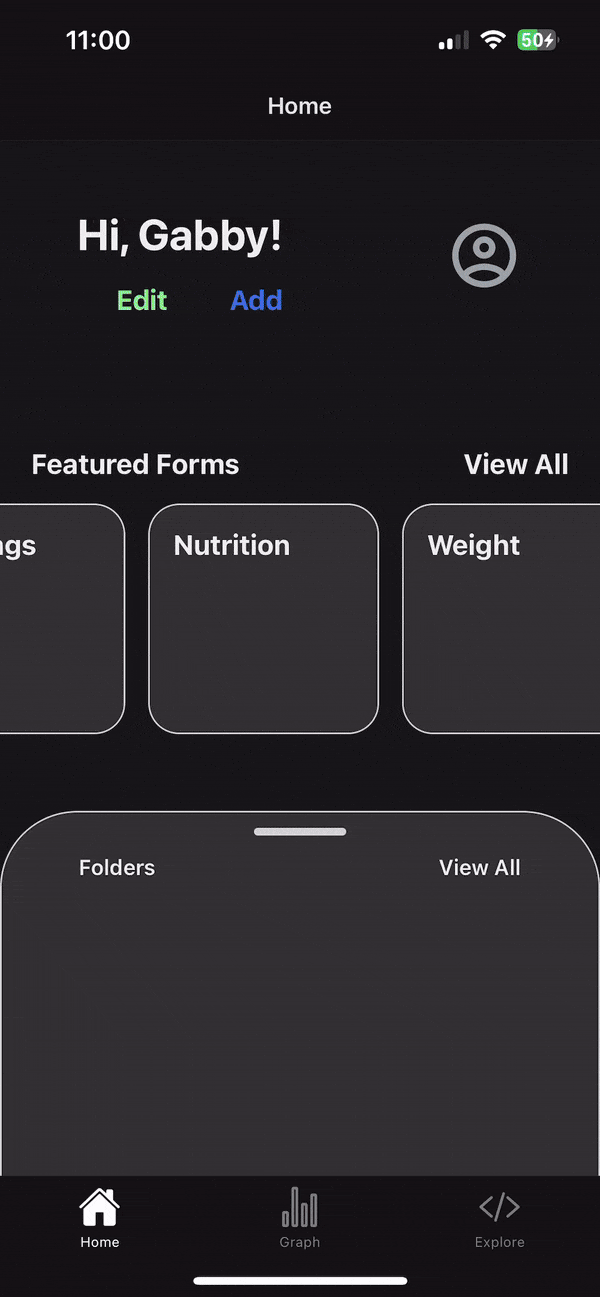 11:00
50
Home
Hi, Gabby!
Edit Add
Featured Forms View All
Nutrition Weight
Folders View All
Home Graph Explore